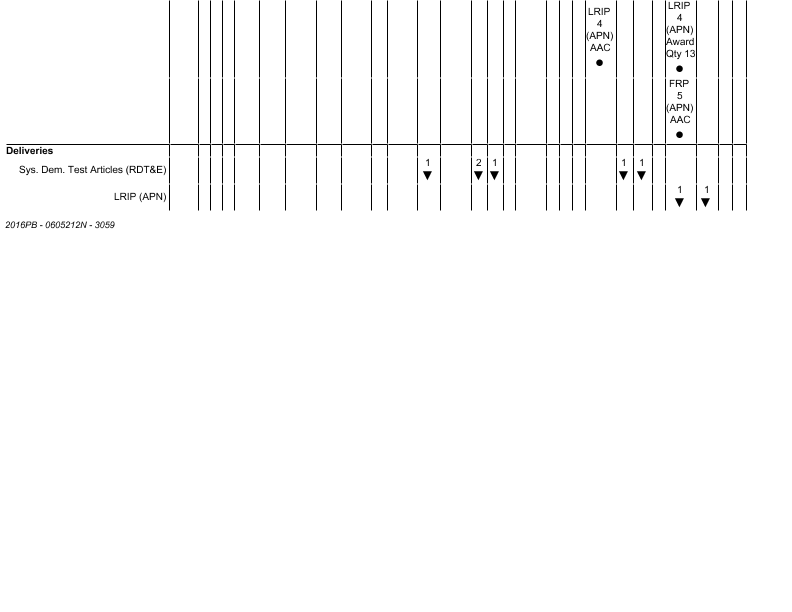 LRIP
4
(APN)
AAC
●
LRIP
4
(APN)
Award
Qty 13
●
FRP
5
(APN)
AAC
●
Deliveries
Sys. Dem. Test Articles (RDT&E) 1 2 1 1 1
▼ ▼ ▼ ▼ ▼
LRIP (APN) 1 1
▼ ▼
2016PB - 0605212N - 3059